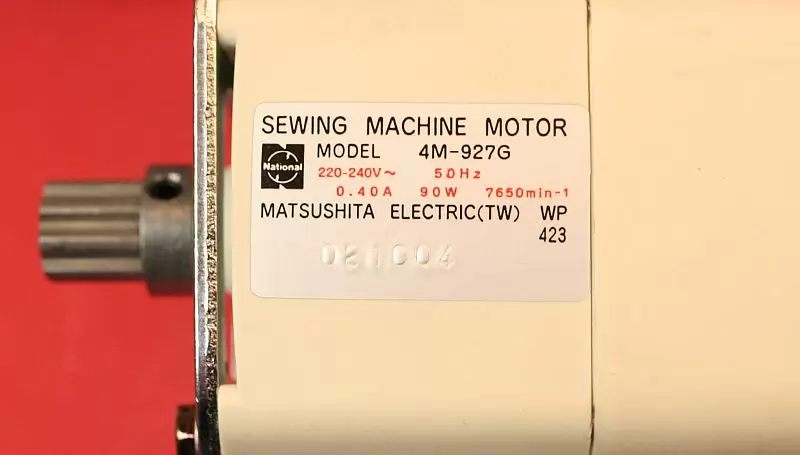 SEWING MACHINE MOTOR
National
MODEL 4M-927G
220-240V~ 50Hz
0.40A 90W 7650min-1
MATSUSHITA ELECTRIC(TW) WP
423